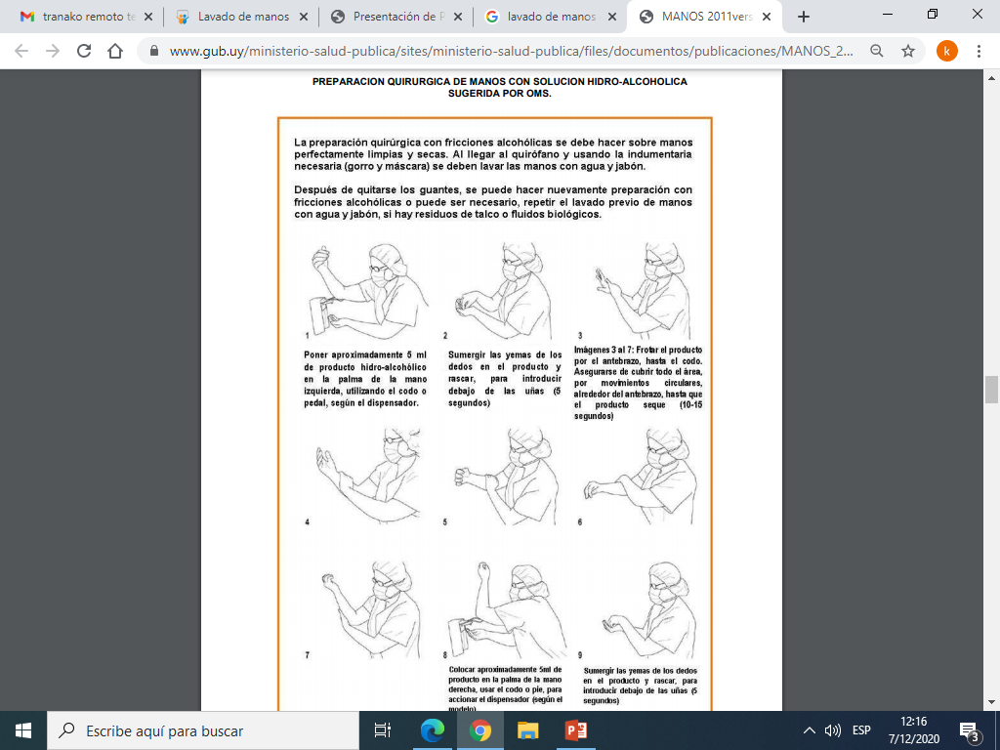 tranako remoto te
Lavado de manos
Presentación de P
lavado de manos
MANOS 2011vers
www.gub.uy/ministerio-salud-publica/sites/ministerio-salud-publica/files/documentos/publicaciones/MANOS_2...
k
PREPARACION QUIRURGICA DE MANOS CON SOLUCION HIDRO-ALCOHOLICA
SUGERIDA POR OMS.
La preparación quirúrgica con fricciones alcohólicas se debe hacer sobre manos
perfectamente limpias y secas. Al llegar al quirófano y usando la indumentaria
necesaria (gorro y máscara) se deben lavar las manos con agua y jabón.
Después de quitarse los guantes, se puede hacer nuevamente preparación con
fricciones alcohólicas o puede ser necesario, repetir el lavado previo de manos
con agua y jabón, si hay residuos de talco o fluidos biológicos.
1
Poner aproximadamente 5 ml
de producto hidro-alcohólico
en la palma de la mano
izquierda, utilizando el codo o
pedal, según el dispensador.
2
Sumergir las yemas de los
dedos en el producto y
rascar, para introducir
debajo de las uñas (5
segundos)
3
Imágenes 3 al 7: Frotar el producto
por el antebrazo, hasta el codo.
Asegurarse de cubrir todo el área,
por movimientos circulares,
alrededor del antebrazo, hasta que
el producto seque (10-15
segundos)
4
5
6
7
8
Colocar aproximadamente 5ml de
producto en la palma de la mano
derecha, usar el codo o pie, para
accionar el dispensador (según el
modelo)
9
Sumergir las yemas de los dedos
en el producto y rascar, para
introducir debajo de las uñas (5
segundos)
Escribe aquí para buscar
ESP
12:16
7/12/2020
3